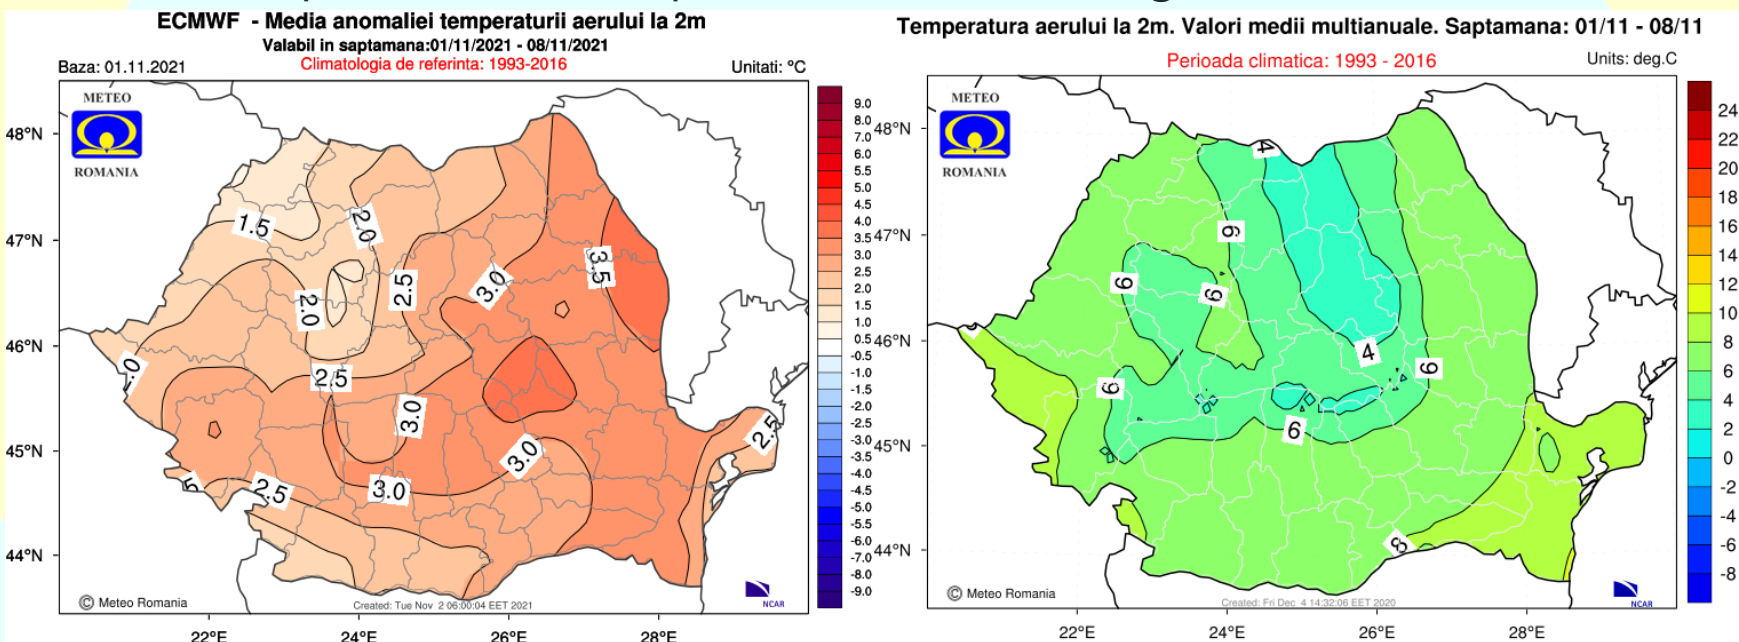 ECMWF - Media anomaliei temperaturii aerului la 2m
Valabil in saptamana:01/11/2021 - 08/11/2021
Baza: 01.11.2021
Climatologia de referinta: 1993-2016
Unitati: °C
METEO
ROMANIA
48°N
47°N
46°N
45°N
44°N
1.5
2.0
2.0
2.5
3.0
3.5
.0
2.5
3.0
3.0
3.0
2.5
5
2.5
9.0
8.0
7.0
6.0
5.5
5.0
4.5
4.0
3.5
3.0
2.5
2.0
1.5
1.0
0.5
-0.5
-1.0
-1.5
-2.0
-2.5
-3.0
-3.5
-4.0
-4.5
-5.0
-5.5
-6.0
-7.0
-8.0
-9.0
© Meteo Romania
Created: Tue Nov 2 06:00:04 EET 2021
NCAR
22°E
24°E
26°E
28°E
Temperatura aerului la 2m. Valori medii multianuale. Saptamana: 01/11 - 08/11
Perioada climatica: 1993 - 2016
Units: deg.C
METEO
ROMANIA
48°N
47°N
46°N
45°N
44°N
4
6
6
6
4
6
6
6
8
24
22
20
18
16
14
12
10
8
6
4
2
0
-2
-4
-6
-8
© Meteo Romania
Created: Fri Dec 4 14:32:06 EET 2020
NCAR
22°E
24°E
26°E
28°E